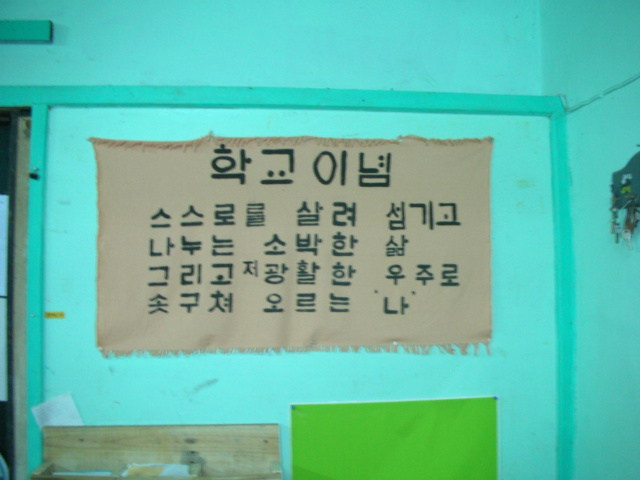 학교 이념
스스로를 살려 섬기고
나누는 소박한 삶
그리고 저 광활한 우주로
솟구쳐 오르는 '나'